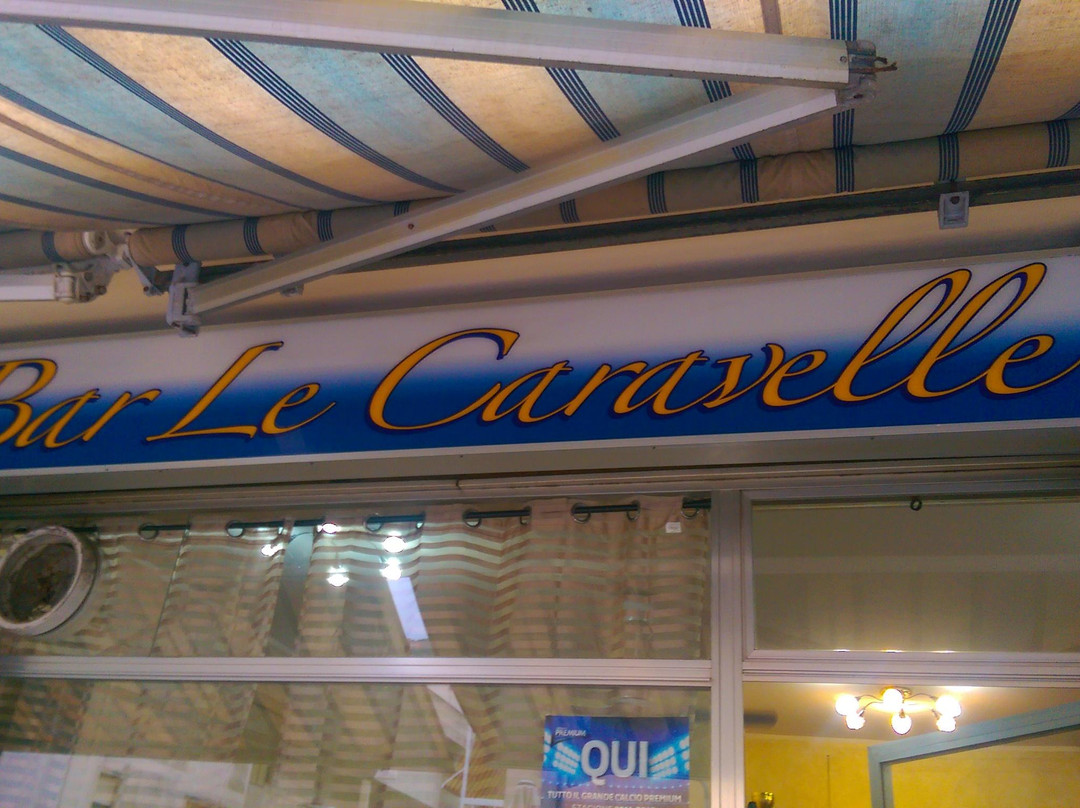 Bar Le Caravelle
PREMIUM
QUI
TUTTO IL GRANDE CALCIO PREMIUM